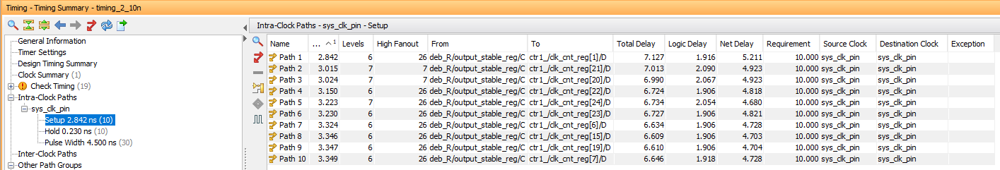 Timing - Timing Summary - timing_2_10n
General Information
Timer Settings
Design Timing Summary
Clock Summary (1)
Check Timing (19)
Intra-Clock Paths
sys_clk_pin
Setup 2.842 ns (10)
Hold 0.230 ns (10)
Pulse Width 4.500 ns (30)
Inter-Clock Paths
Other Path Groups
Intra-Clock Paths - sys_clk_pin - Setup
Name ... 1 Levels High Fanout From To Total Delay Logic Delay Net Delay Requirement Source Clock Destination Clock Exception
Path 1 2.842 6 26 deb_R/output_stable_reg/C ctr1_/clk_cnt_reg[1]/D 7.127 1.916 5.211 10.000 sys_clk_pin sys_clk_pin
Path 2 3.015 7 7 deb_R/output_stable_reg/C ctr1_/clk_cnt_reg[21]/D 7.013 2.090 4.923 10.000 sys_clk_pin sys_clk_pin
Path 3 3.024 7 7 deb_R/output_stable_reg/C ctr1_/clk_cnt_reg[20]/D 6.990 2.067 4.923 10.000 sys_clk_pin sys_clk_pin
Path 4 3.150 6 26 deb_R/output_stable_reg/C ctr1_/clk_cnt_reg[22]/D 6.724 1.906 4.818 10.000 sys_clk_pin sys_clk_pin
Path 5 3.223 7 26 deb_R/output_stable_reg/C ctr1_/clk_cnt_reg[24]/D 6.734 2.054 4.680 10.000 sys_clk_pin sys_clk_pin
Path 6 3.230 6 26 deb_R/output_stable_reg/C ctr1_/clk_cnt_reg[23]/D 6.727 1.906 4.821 10.000 sys_clk_pin sys_clk_pin
Path 7 3.324 6 26 deb_R/output_stable_reg/C ctr1_/clk_cnt_reg[6]/D 6.634 1.906 4.728 10.000 sys_clk_pin sys_clk_pin
Path 8 3.346 6 26 deb_R/output_stable_reg/C ctr1_/clk_cnt_reg[15]/D 6.609 1.906 4.703 10.000 sys_clk_pin sys_clk_pin
Path 9 3.347 6 26 deb_R/output_stable_reg/C ctr1_/clk_cnt_reg[19]/D 6.610 1.906 4.704 10.000 sys_clk_pin sys_clk_pin
Path 10 3.349 6 26 deb_R/output_stable_reg/C ctr1_/clk_cnt_reg[7]/D 6.646 1.918 4.728 10.000 sys_clk_pin sys_clk_pin